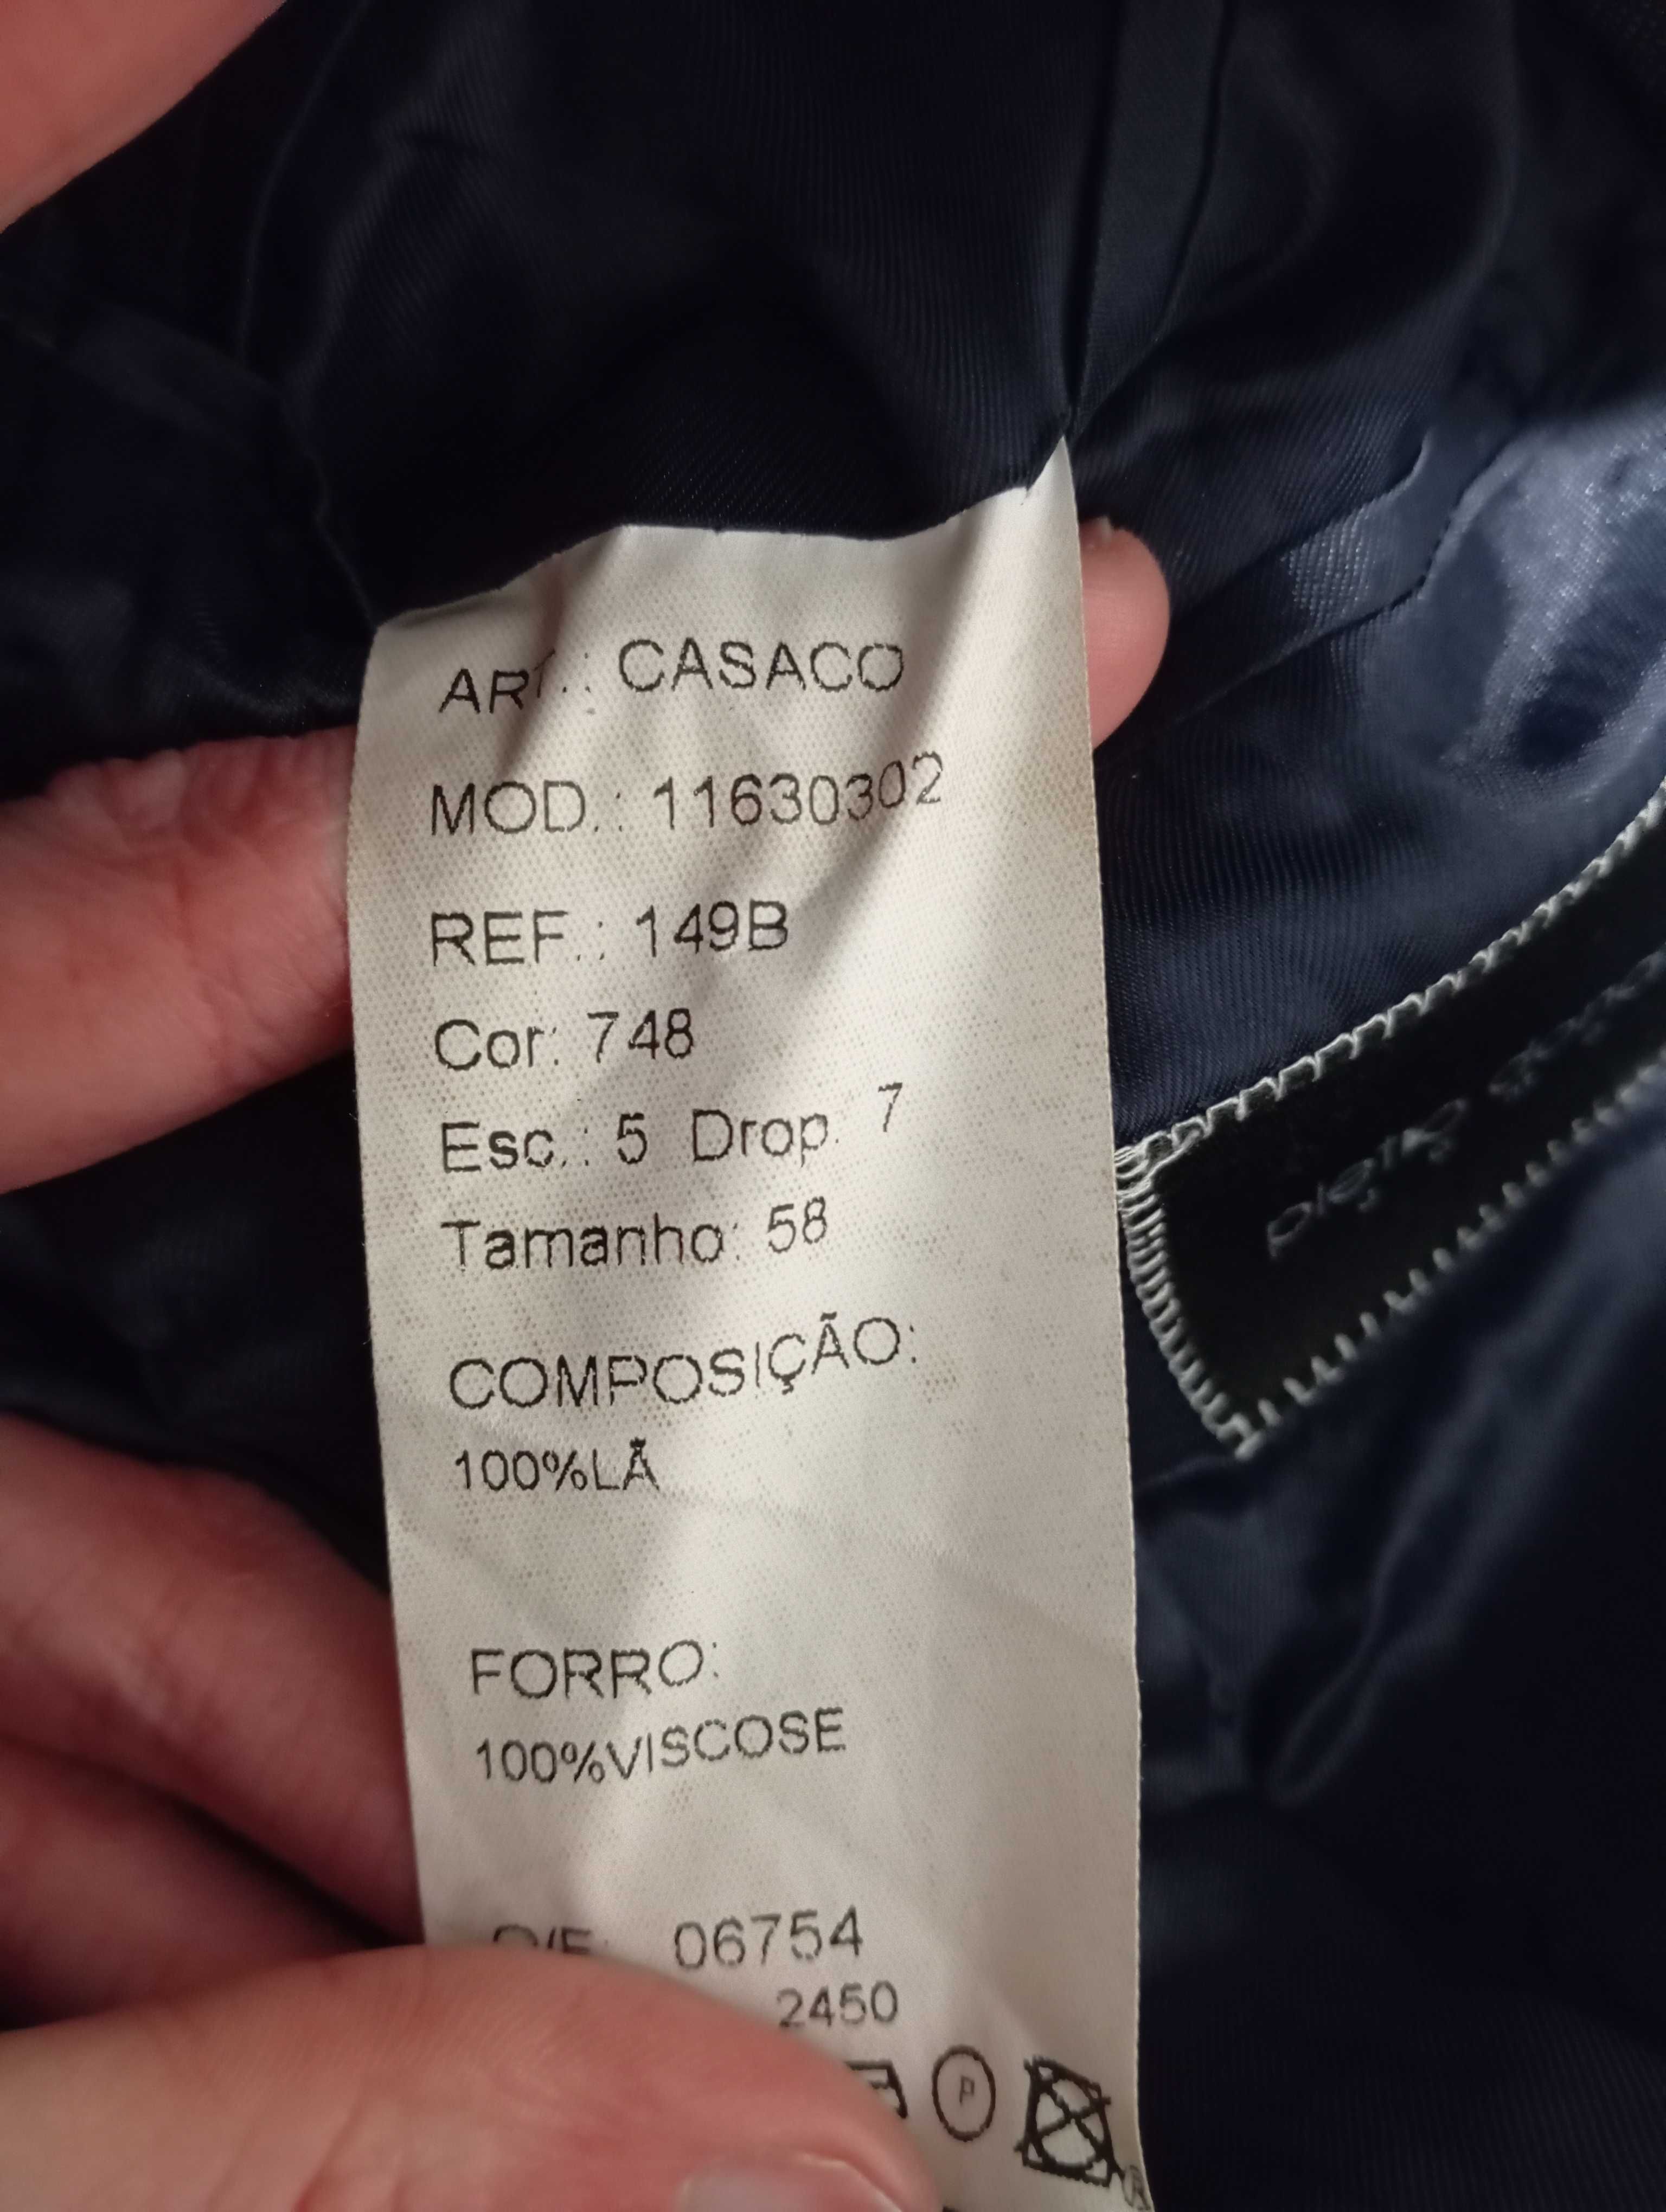 ART.: CASACO
MOD.: 11630302
REF.: 149B
Cor: 748
Esc.: 5 Drop. 7
Tamanho: 58
COMPOSIÇÃO:
100%LÃ
FORRO:
100%VISCOSE
06754
2450
P